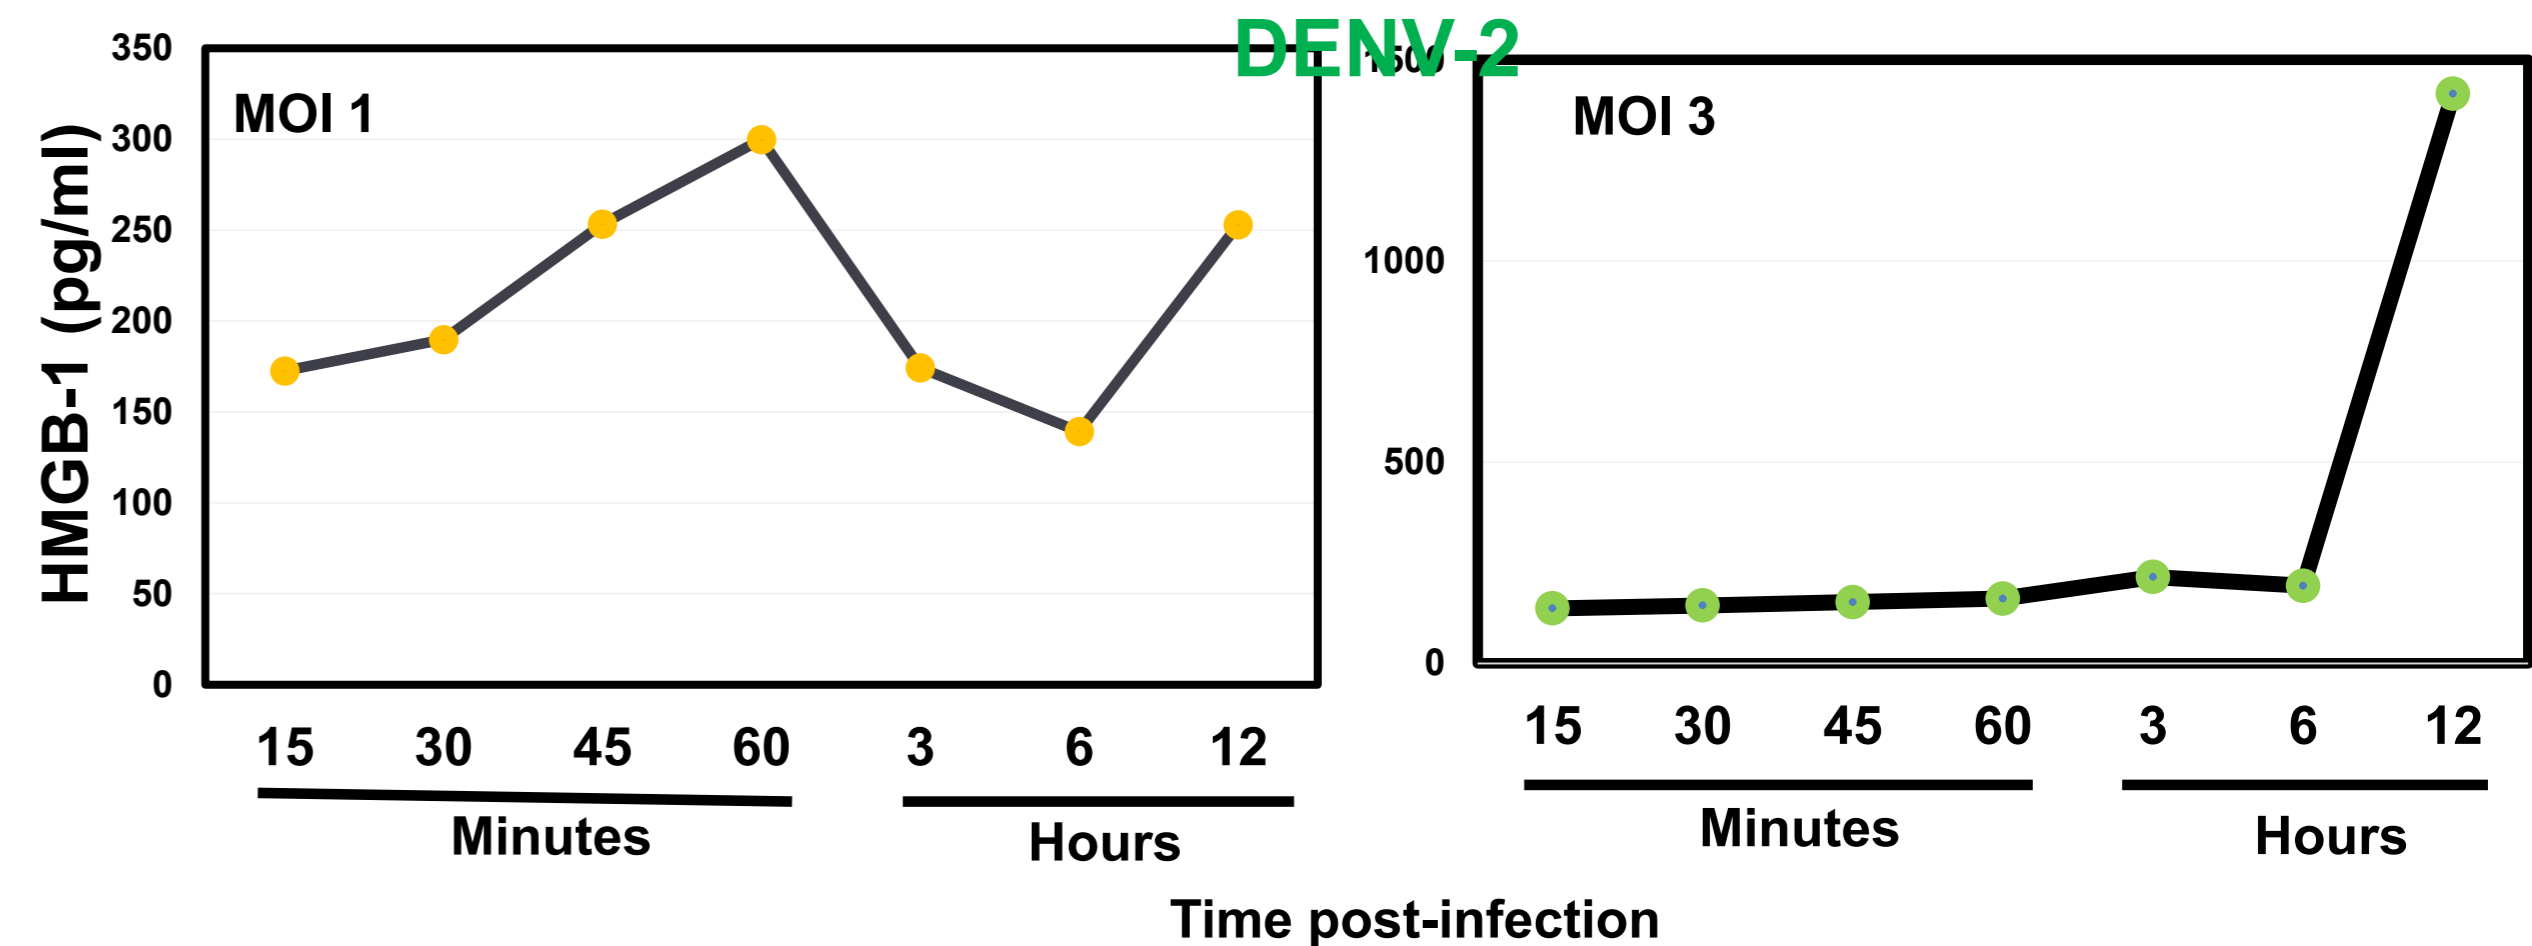 DENV-2
HMGB-1 (pg/ml)
350
300
250
200
150
100
50
0
MOI 1
15 30 45 60 3 6 12
Minutes Hours
1500
1000
500
0
MOI 3
15 30 45 60 3 6 12
Minutes Hours
Time post-infection